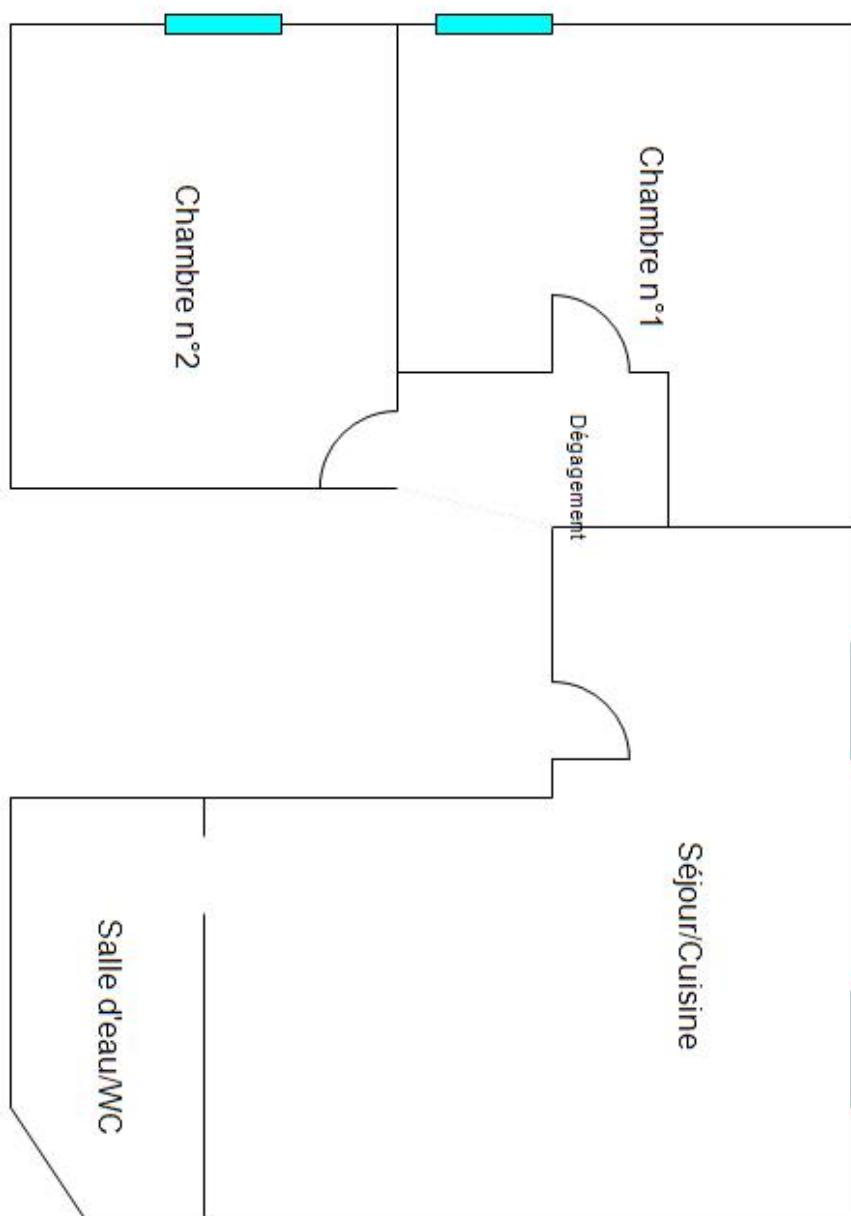 Chambre n°1
Chambre n°2
Dégagement
Séjour/Cuisine
Salle d'eau/WC